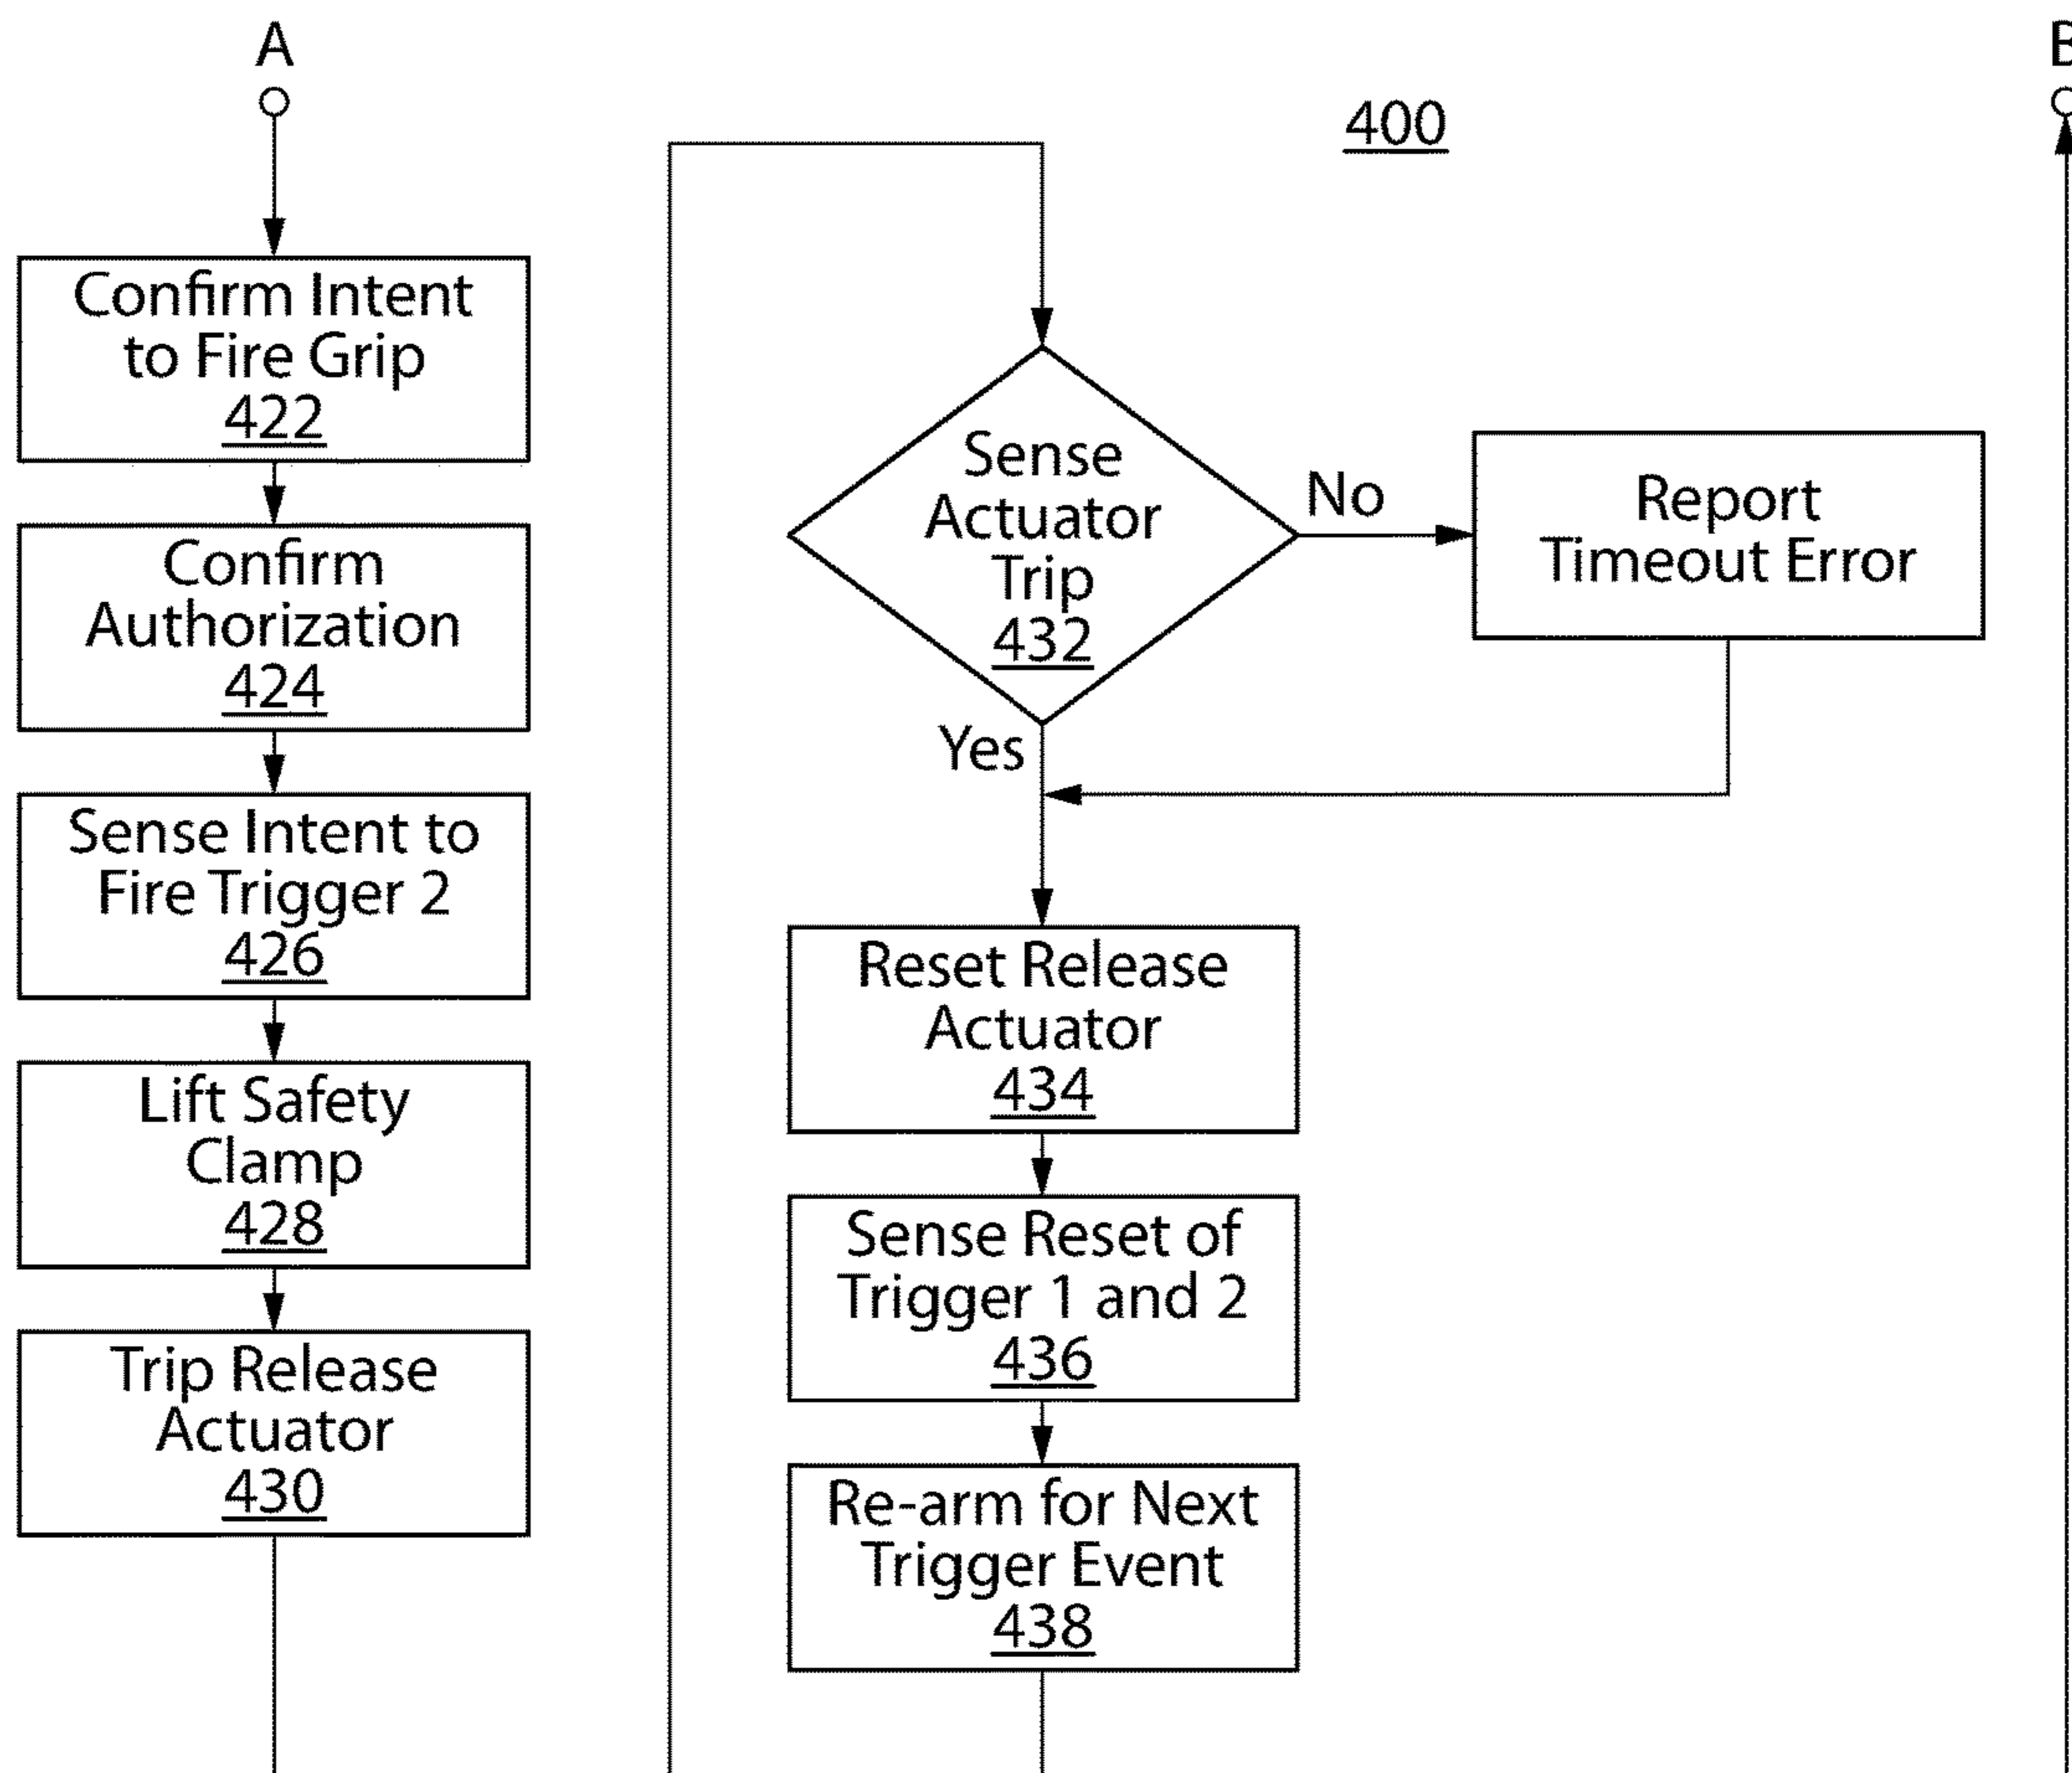 A
B
400
Confirm Intent
to Fire Grip
422
Confirm
Authorization
424
Sense Intent to
Fire Trigger 2
426
Lift Safety
Clamp
428
Trip Release
Actuator
430
Sense
Actuator
Trip
432
No
Report
Timeout Error
Yes
Reset Release
Actuator
434
Sense Reset of
Trigger 1 and 2
436
Re-arm for Next
Trigger Event
438